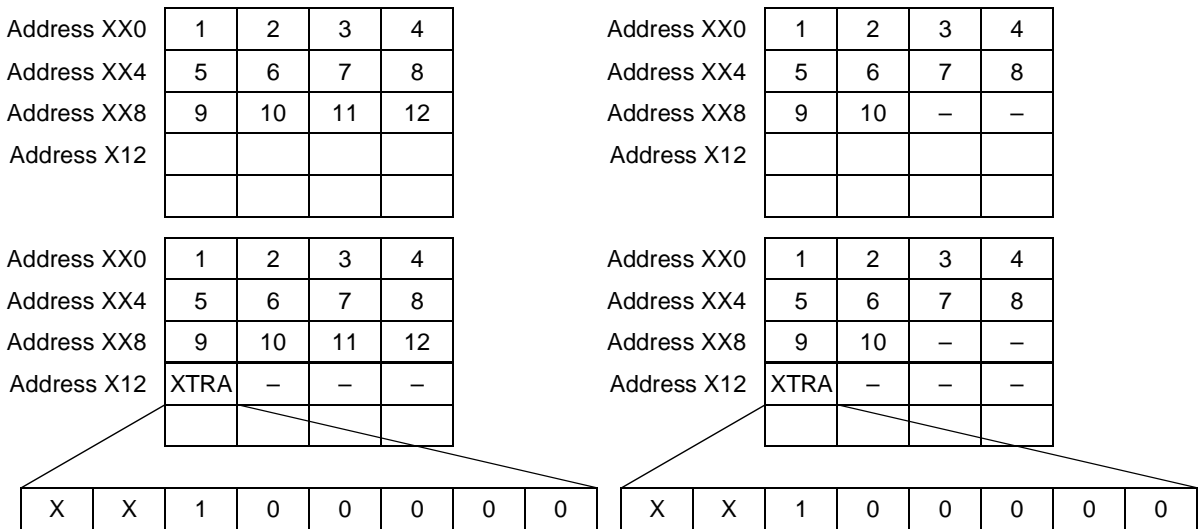 Address XX0 1 2 3 4
Address XX4 5 6 7 8
Address XX8 9 10 11 12
Address X12
Address XX0 1 2 3 4
Address XX4 5 6 7 8
Address XX8 9 10 – –
Address X12
Address XX0 1 2 3 4
Address XX4 5 6 7 8
Address XX8 9 10 11 12
Address X12 XTRA – – –
X X 1 0 0 0 0 0
Address XX0 1 2 3 4
Address XX4 5 6 7 8
Address XX8 9 10 – –
Address X12 XTRA – – –
X X 1 0 0 0 0 0